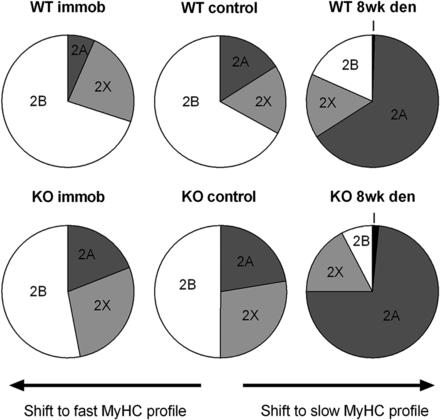 WT immob WT control WT 8wk den
2A 2X 2B
2A 2X 2B
I 2B 2X 2A
KO immob KO control KO 8wk den
2A 2X 2B
2A 2X 2B
I 2B 2X 2A
Shift to fast MyHC profile Shift to slow MyHC profile